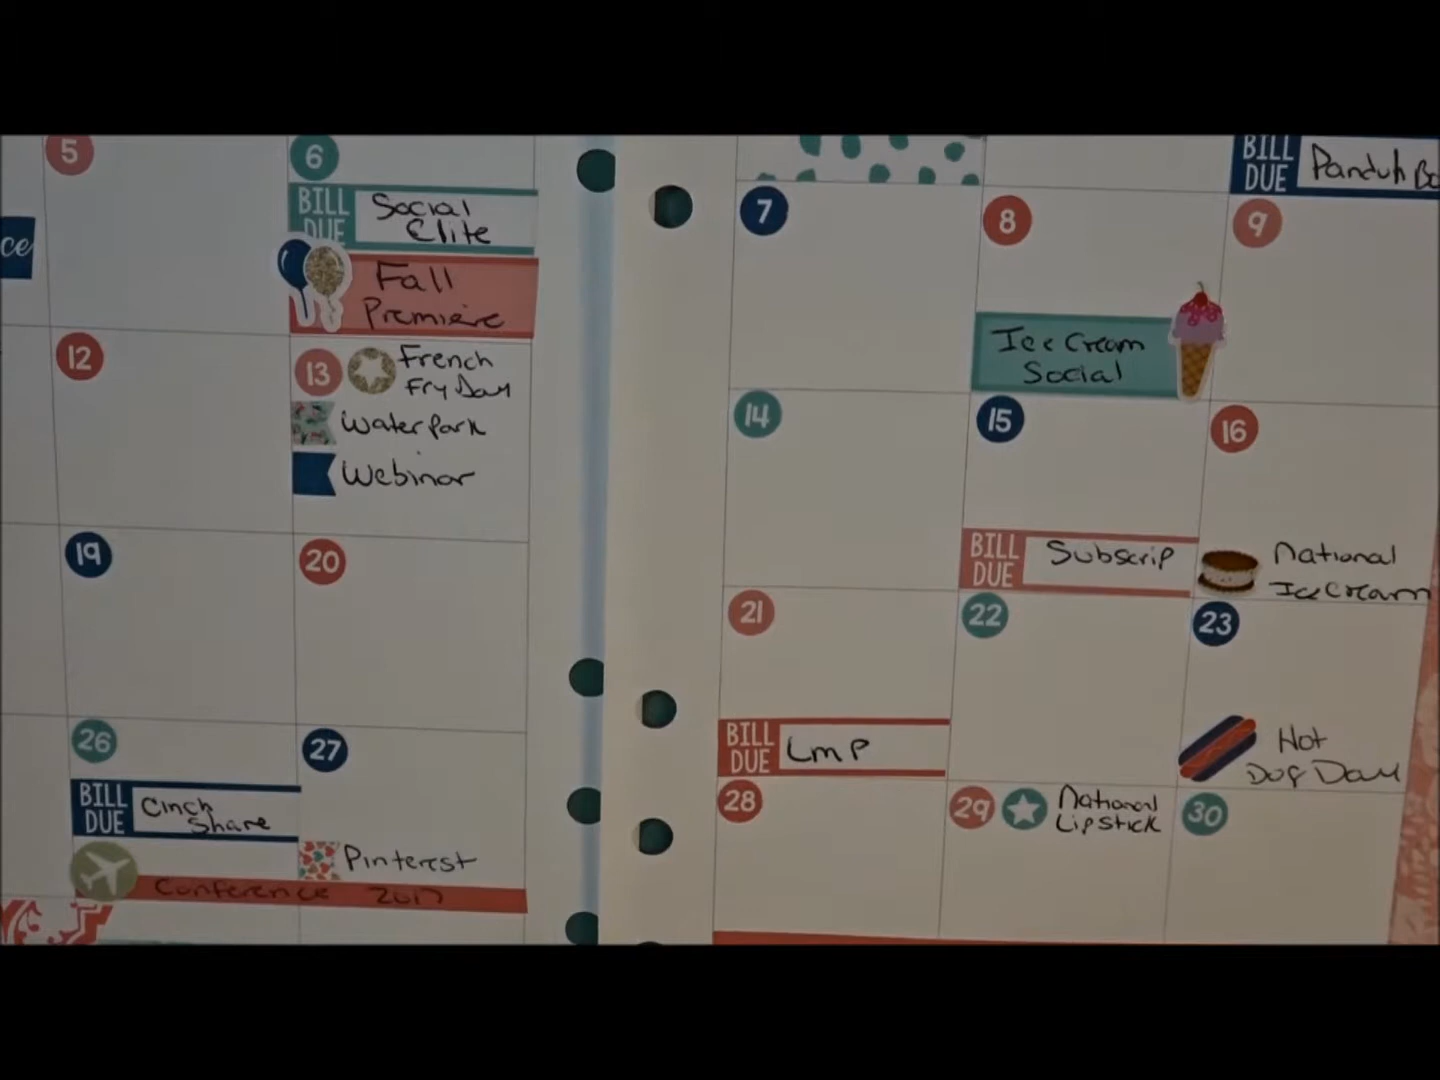 5
6
BILL
DUE
Social
Elite
Fall
Premiere
ce
12
13
French
Fry Day
Waterpark
Webinar
19
20
26
BILL
DUE
Cinch
Share
27
Pinterest
Conference 2017
BILL
DUE
Panduh Bo
7
8
Ice Cream
Social
9
14
15
BILL
DUE
Subscrip
16
National
Ice Cream
21
BILL
DUE
LMP
22
23
Hot
Dog Day
28
29
National
Lipstick
30